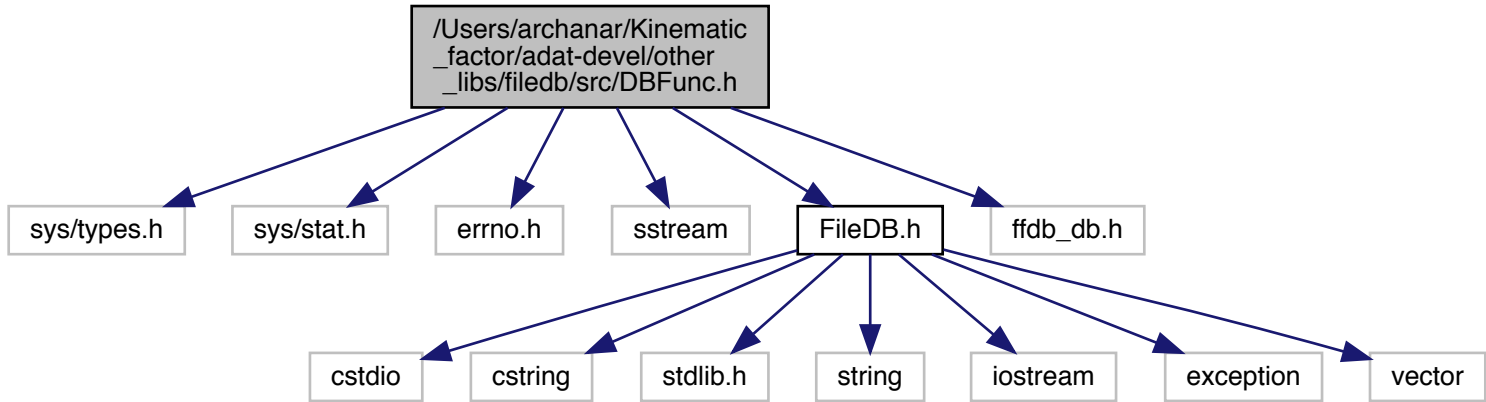 /Users/archanar/Kinematic
_factor/adat-devel/other
_libs/filedb/src/DBFunc.h
sys/types.h
sys/stat.h
errno.h
sstream
FileDB.h
ffdb_db.h
cstdio
cstring
stdlib.h
string
iostream
exception
vector